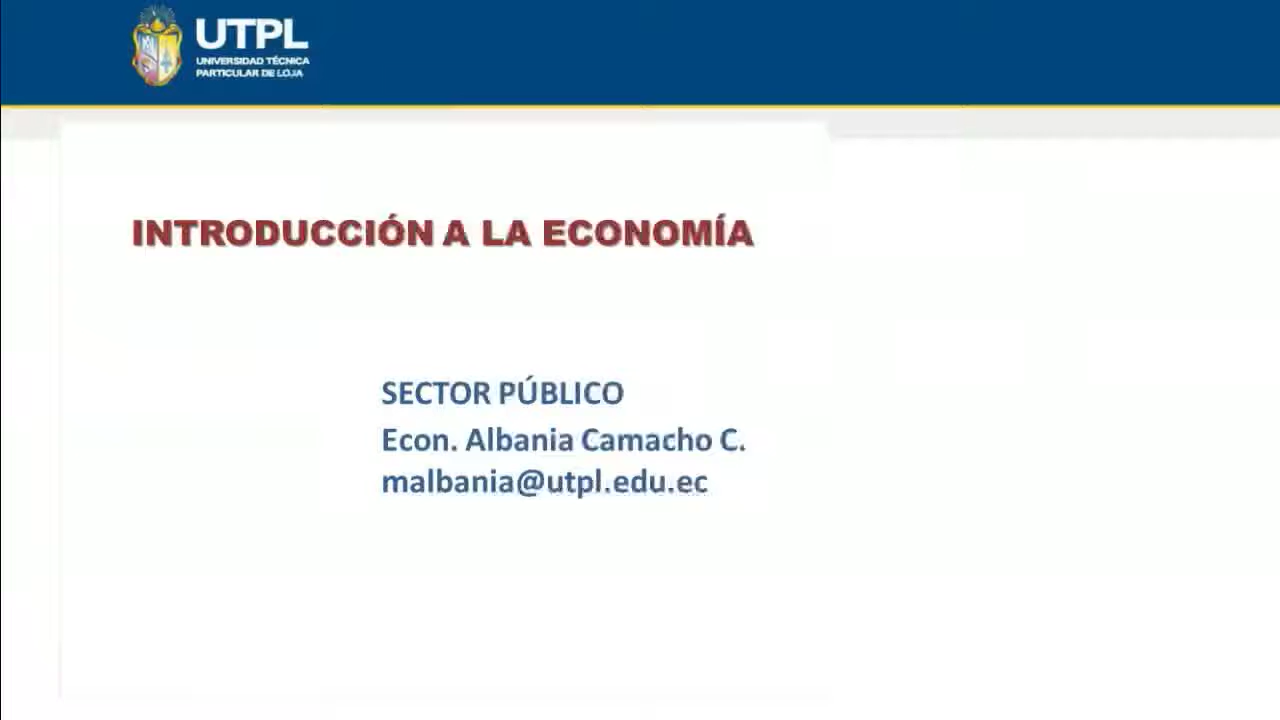 UTPL
UNIVERSIDAD TÉCNICA
PARTICULAR DE LOJA
INTRODUCCIÓN A LA ECONOMÍA
SECTOR PÚBLICO
Econ. Albania Camacho C.
malbania@utpl.edu.ec